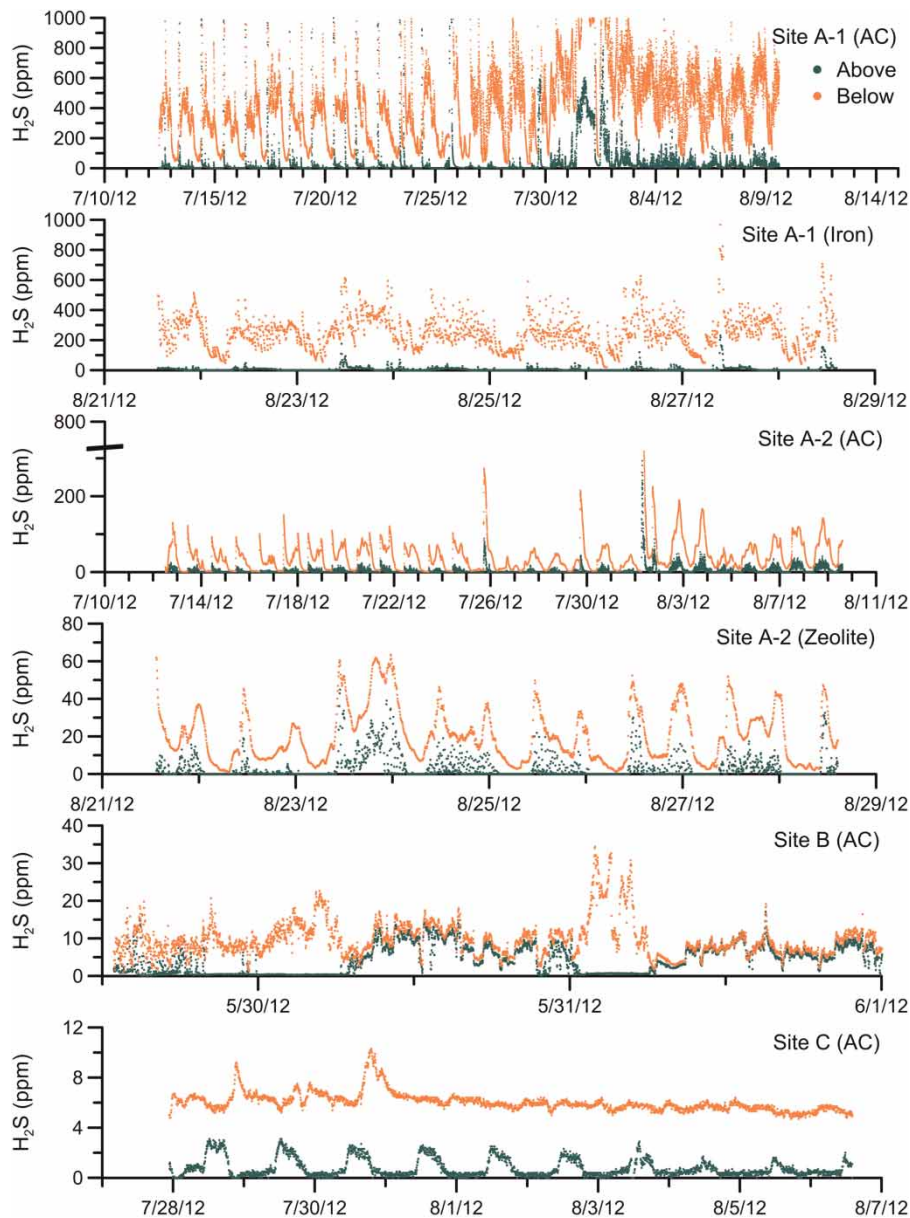 Site A-1 (AC)
Above
Below
H₂S (ppm)
1000
800
600
400
200
0
7/10/12 7/15/12 7/20/12 7/25/12 7/30/12 8/4/12 8/9/12 8/14/12
Site A-1 (Iron)
H₂S (ppm)
1000
800
600
400
200
0
8/21/12 8/23/12 8/25/12 8/27/12 8/29/12
Site A-2 (AC)
H₂S (ppm)
800
200
0
7/10/12 7/14/12 7/18/12 7/22/12 7/26/12 7/30/12 8/3/12 8/7/12 8/11/12
Site A-2 (Zeolite)
H₂S (ppm)
80
60
40
20
0
8/21/12 8/23/12 8/25/12 8/27/12 8/29/12
Site B (AC)
H₂S (ppm)
40
30
20
10
0
5/30/12 5/31/12 6/1/12
Site C (AC)
H₂S (ppm)
12
8
4
0
7/28/12 7/30/12 8/1/12 8/3/12 8/5/12 8/7/12